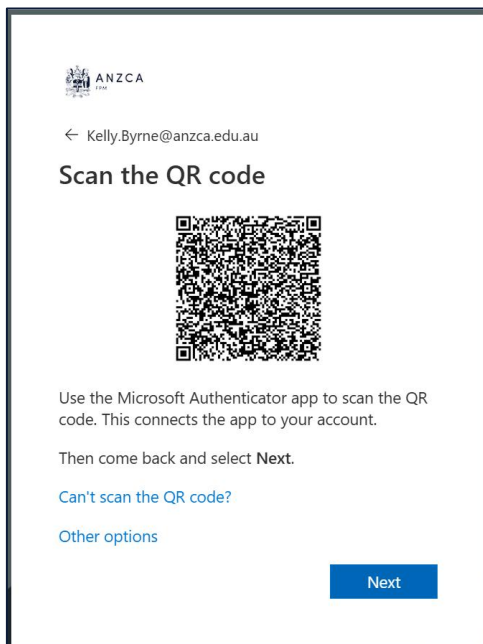 ANZCA
FPM
← Kelly.Byrne@anzca.edu.au
Scan the QR code
Use the Microsoft Authenticator app to scan the QR
code. This connects the app to your account.
Then come back and select Next.
Can't scan the QR code?
Other options
Next